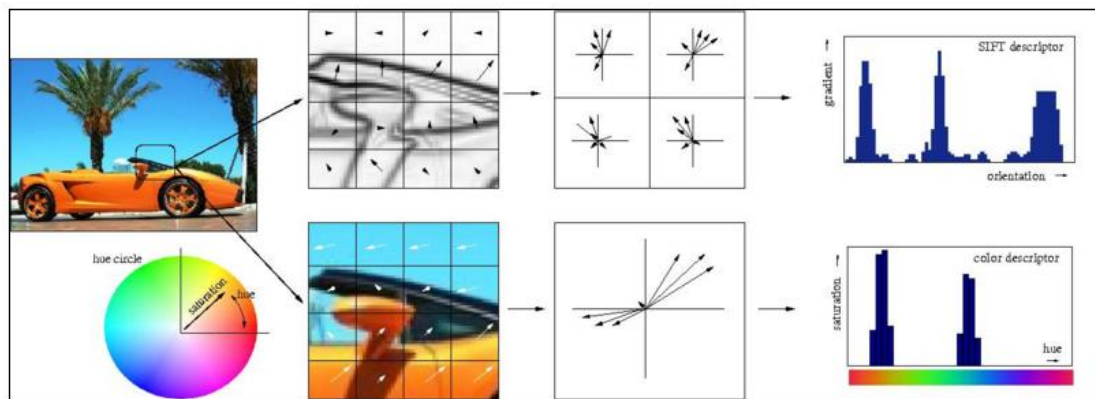 SIFT descriptor
gradient
orientation
hue circle
saturation
hue
color descriptor
saturation
hue